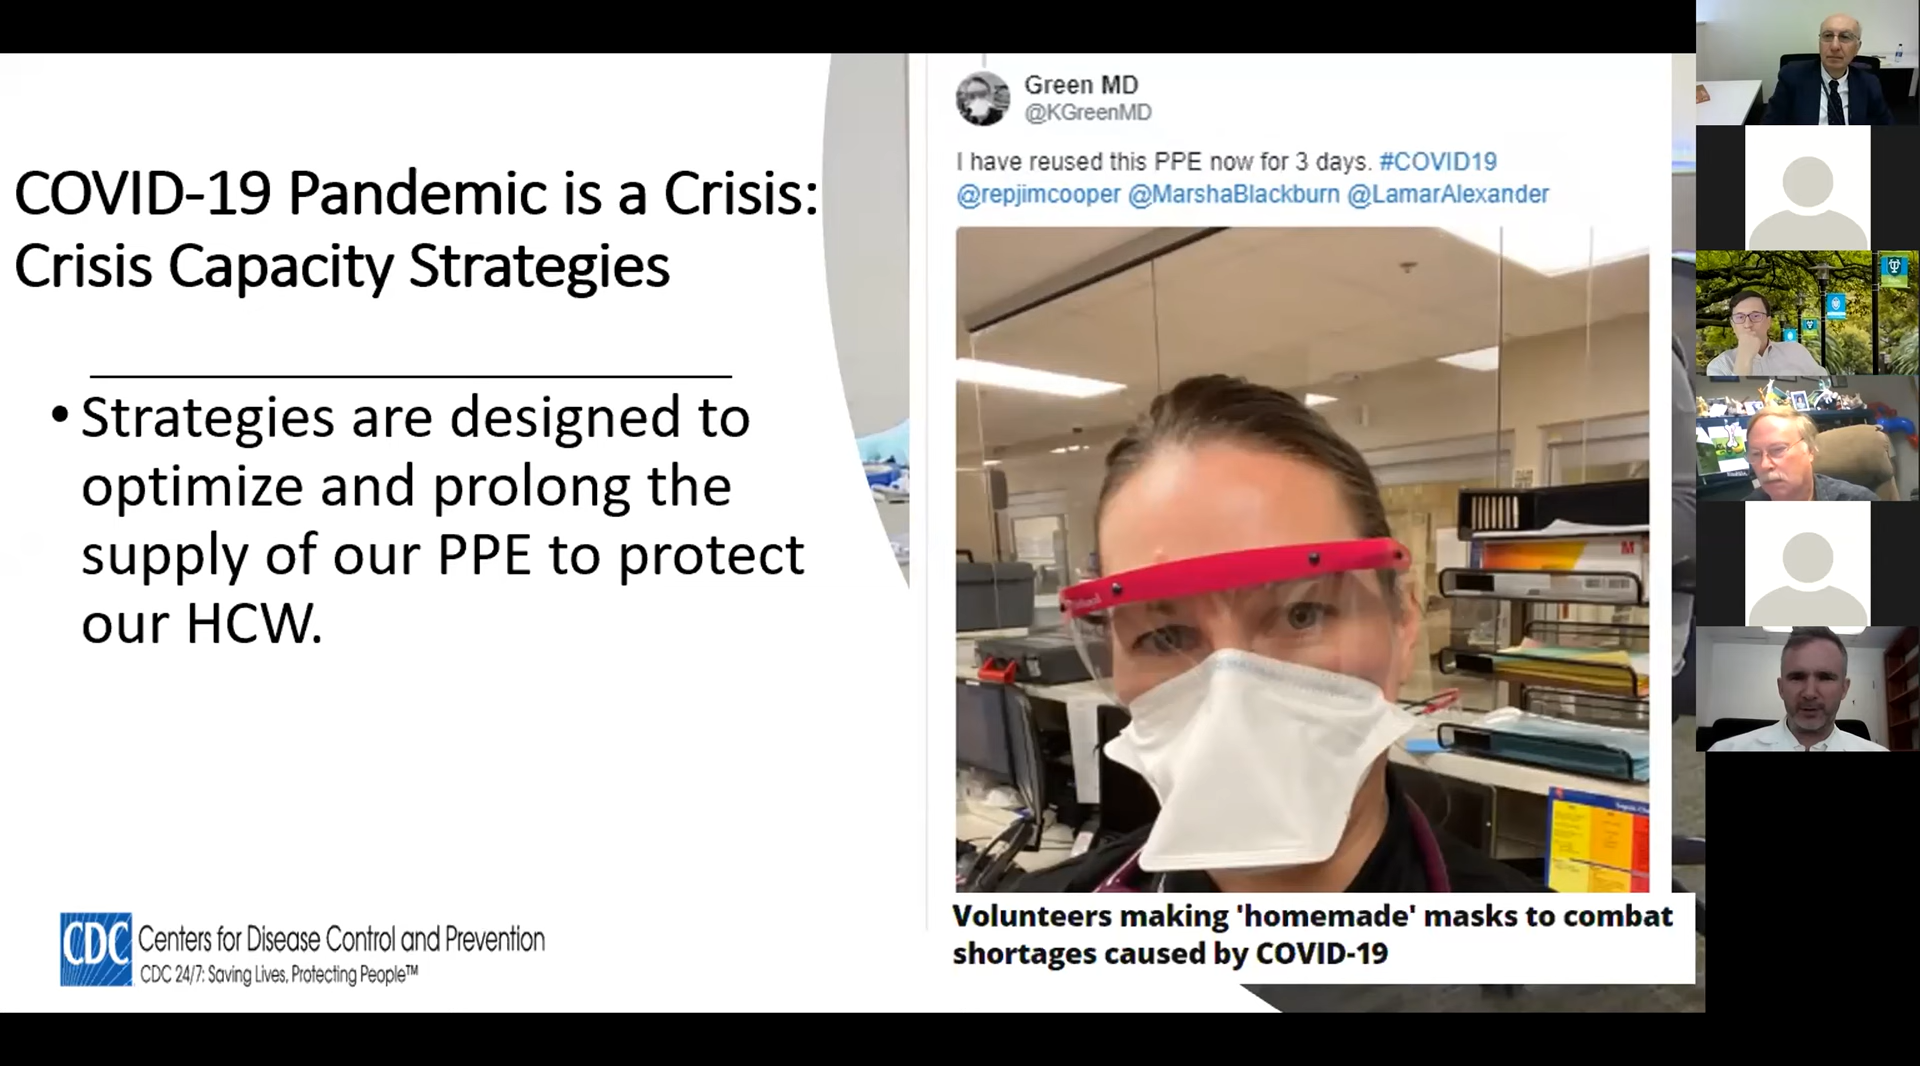 COVID-19 Pandemic is a Crisis:
Crisis Capacity Strategies
• Strategies are designed to
optimize and prolong the
supply of our PPE to protect
our HCW.
CDC Centers for Disease Control and Prevention
CDC 24/7: Saving Lives, Protecting People™
Green MD
@KGreenMD
I have reused this PPE now for 3 days. #COVID19
@repjimcooper @MarshaBlackburn @LamarAlexander
M
Volunteers making 'homemade' masks to combat
shortages caused by COVID-19